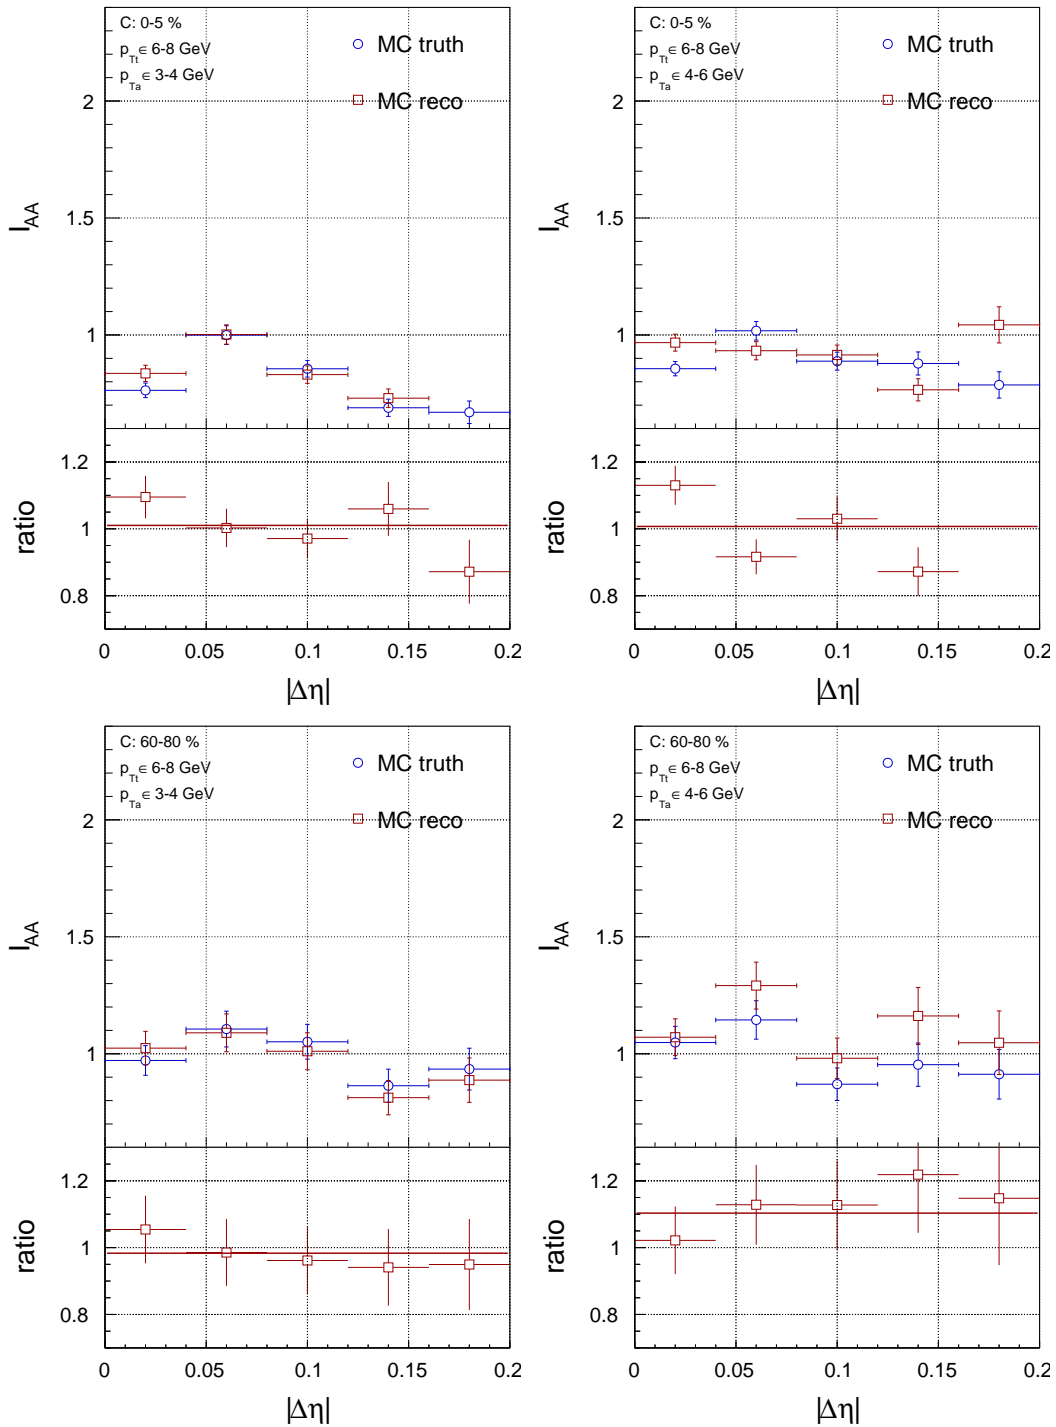 C: 0-5 %
p_Tt ∈ 6-8 GeV
p_Ta ∈ 3-4 GeV
MC truth
MC reco
2
1.5
1
I_AA
1.2
1
0.8
ratio
0 0.05 0.1 0.15 0.2
|Δη|
C: 0-5 %
p_Tt ∈ 6-8 GeV
p_Ta ∈ 4-6 GeV
MC truth
MC reco
2
1.5
1
I_AA
1.2
1
0.8
ratio
0 0.05 0.1 0.15 0.2
|Δη|
C: 60-80 %
p_Tt ∈ 6-8 GeV
p_Ta ∈ 3-4 GeV
MC truth
MC reco
2
1.5
1
I_AA
1.2
1
0.8
ratio
0 0.05 0.1 0.15 0.2
|Δη|
C: 60-80 %
p_Tt ∈ 6-8 GeV
p_Ta ∈ 4-6 GeV
MC truth
MC reco
2
1.5
1
I_AA
1.2
1
0.8
ratio
0 0.05 0.1 0.15 0.2
|Δη|